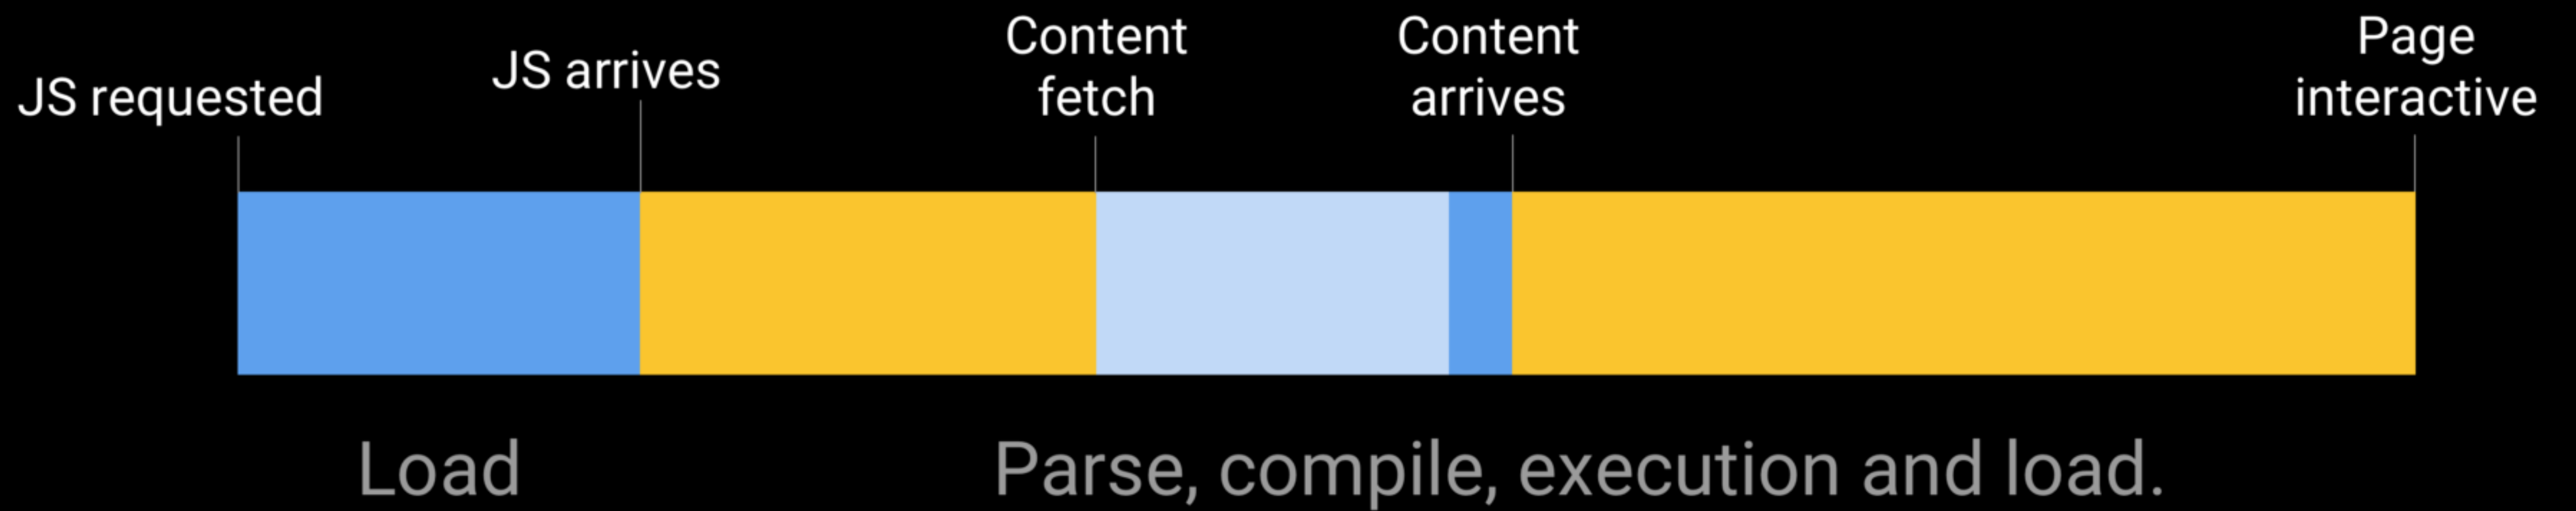 JS requested
JS arrives
Content
fetch
Content
arrives
Page
interactive
Load
Parse, compile, execution and load.